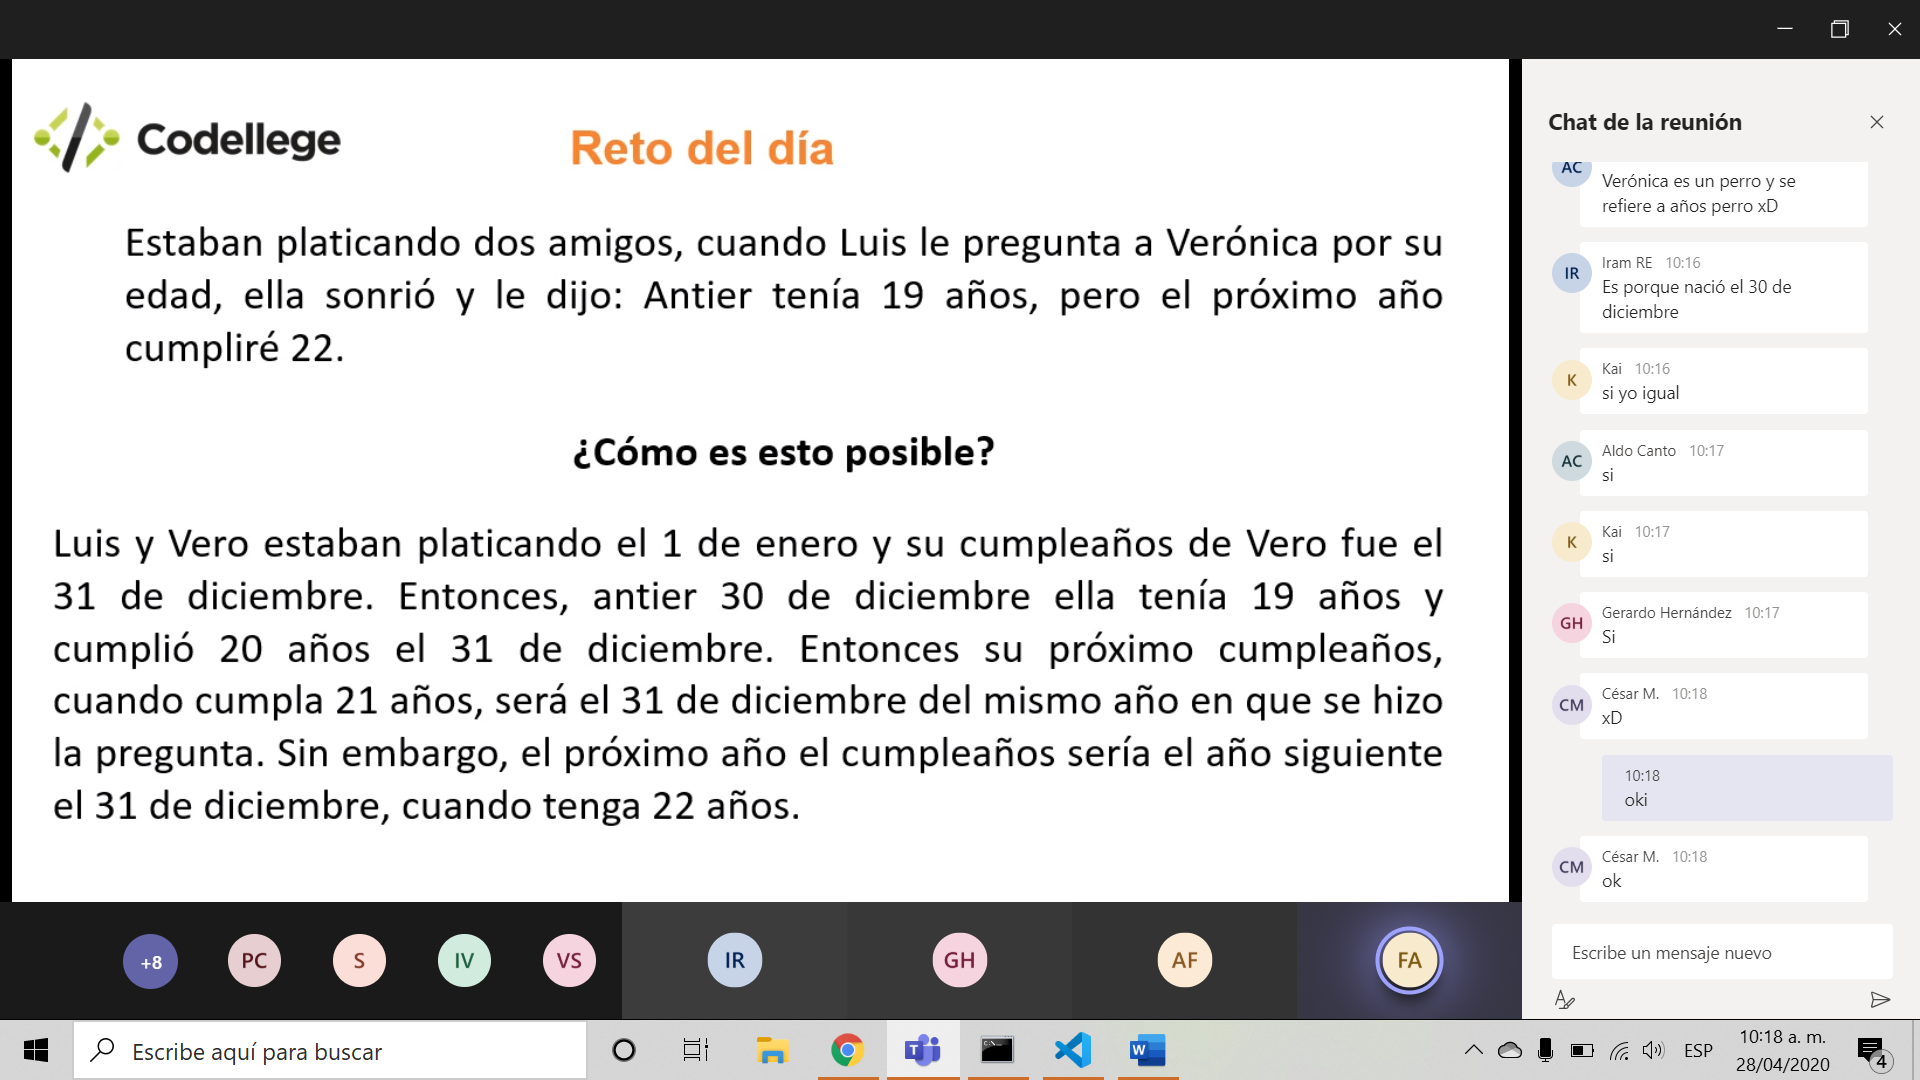 Codellege
Reto del día
Estaban platicando dos amigos, cuando Luis le pregunta a Verónica por su
edad, ella sonrió y le dijo: Antier tenía 19 años, pero el próximo año
cumpliré 22.
¿Cómo es esto posible?
Luis y Vero estaban platicando el 1 de enero y su cumpleaños de Vero fue el
31 de diciembre. Entonces, antier 30 de diciembre ella tenía 19 años y
cumplió 20 años el 31 de diciembre. Entonces su próximo cumpleaños,
cuando cumpla 21 años, será el 31 de diciembre del mismo año en que se hizo
la pregunta. Sin embargo, el próximo año el cumpleaños sería el año siguiente
el 31 de diciembre, cuando tenga 22 años.
+8
PC
S
IV
VS
IR
GH
AF
FA
Chat de la reunión
AC
Verónica es un perro y se
refiere a años perro xD
IR
Iram RE 10:16
Es porque nació el 30 de
diciembre
K
Kai 10:16
si yo igual
AC
Aldo Canto 10:17
si
K
Kai 10:17
si
GH
Gerardo Hernández 10:17
Si
CM
César M. 10:18
xD
10:18
oki
CM
César M. 10:18
ok
Escribe un mensaje nuevo
Escribe aquí para buscar
ESP
10:18 a. m.
28/04/2020
4